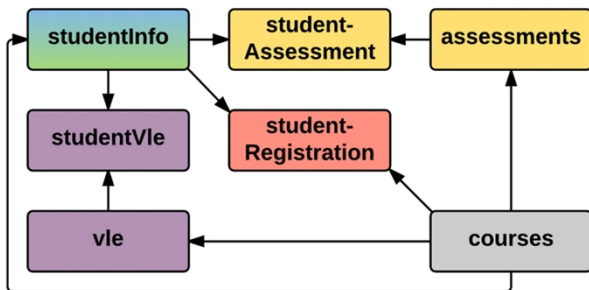 studentInfo
student-
Assessment
assessments
studentVle
student-
Registration
vle
courses